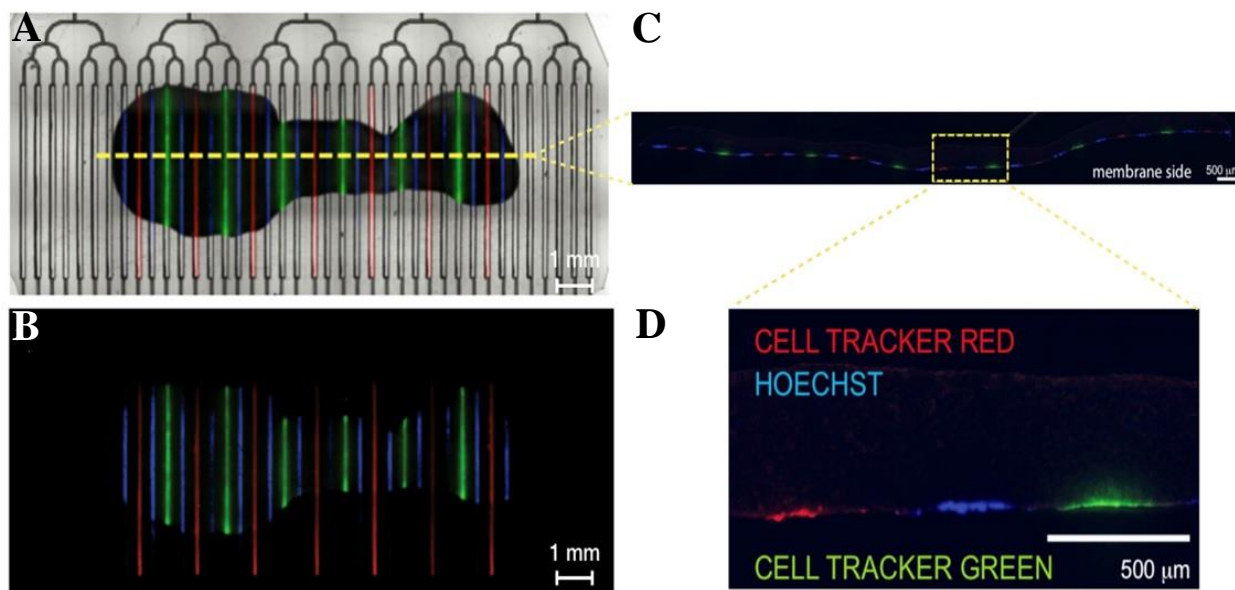 A
1 mm
B
1 mm
C
membrane side
500 μm
D
CELL TRACKER RED
HOECHST
CELL TRACKER GREEN
500 μm